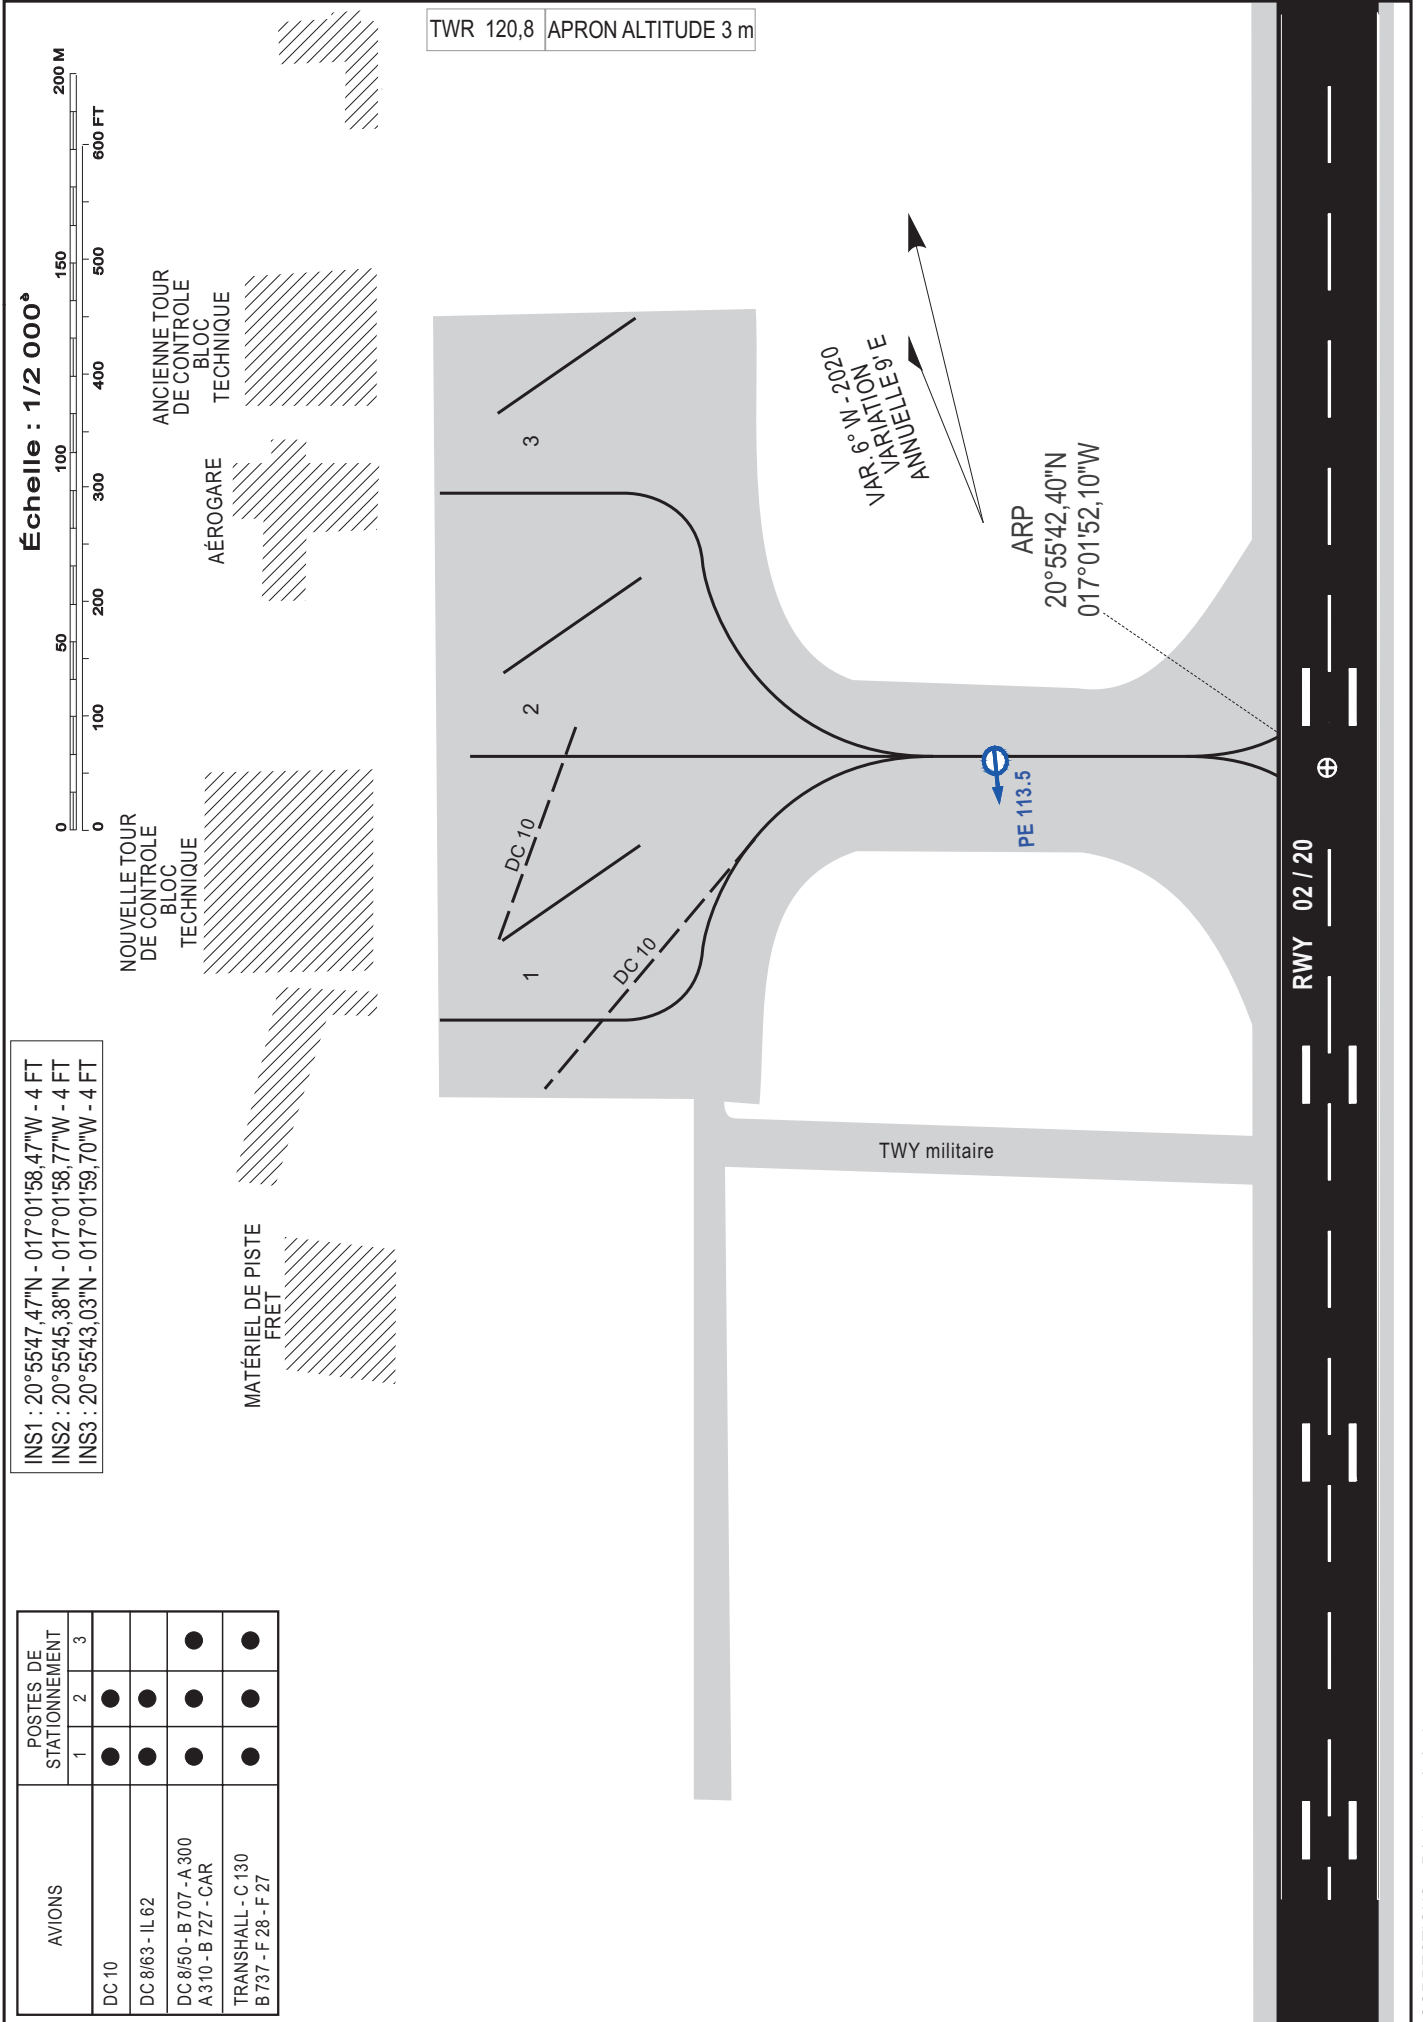 TWR 120,8
APRON ALTITUDE 3 m
Échelle : 1/2 000è
0 50 100 150 200 M
0 100 200 300 400 500 600 FT
INS1 : 20°55'47,47"N - 017°01'58,47"W - 4 FT
INS2 : 20°55'45,38"N - 017°01'58,77"W - 4 FT
INS3 : 20°55'43,03"N - 017°01'59,70"W - 4 FT
AVIONS
POSTES DE
STATIONNEMENT
1 2 3
DC 10
DC 8/63 - IL 62
DC 8/50 - B 707 - A 300
A 310 - B 727 - CAR
TRANSHALL - C 130
B 737 - F 28 - F 27
MATÉRIEL DE PISTE
FRET
NOUVELLE TOUR
DE CONTROLE
BLOC
TECHNIQUE
AÉROGARE
ANCIENNE TOUR
DE CONTROLE
BLOC
TECHNIQUE
1
2
3
DC 10
DC 10
VAR. 6° W - 2020
VARIATION
ANNUELLE 9' E
ARP
20°55'42,40"N
017°01'52,10"W
PE 113.5
TWY militaire
RWY 02 / 20